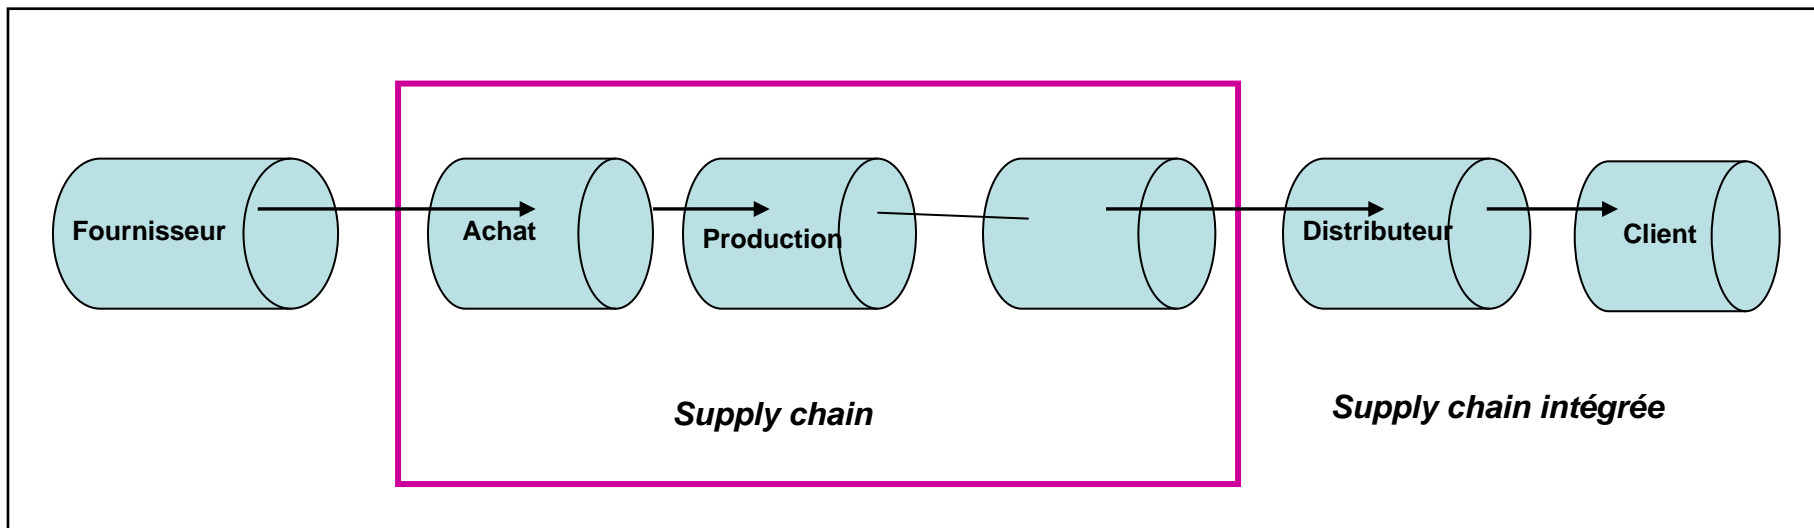 Fournisseur
Achat
Production
Distributeur
Client
Supply chain
Supply chain intégrée